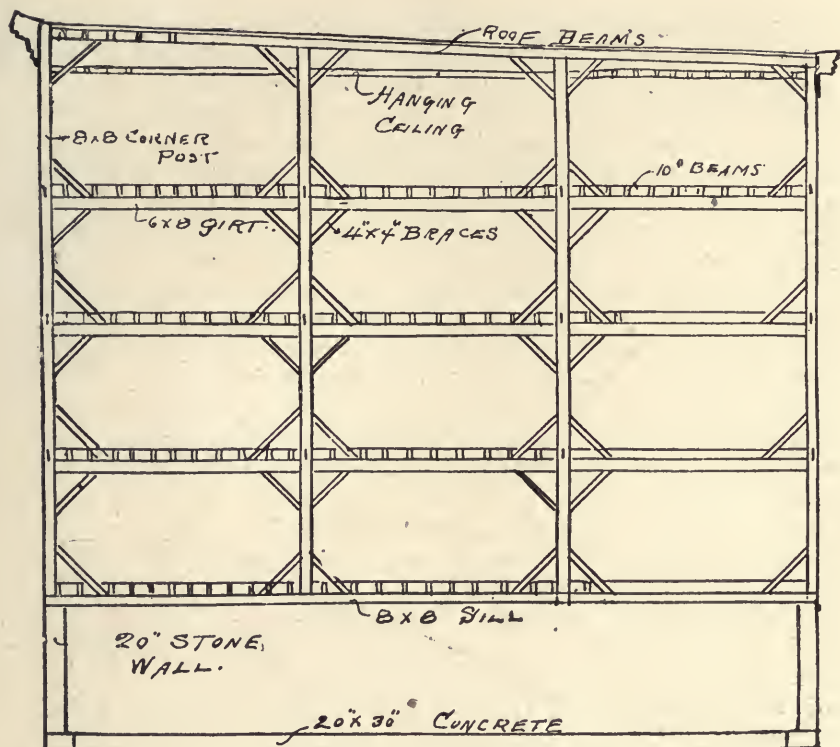 ROOF BEAMS
HANGING
CEILING
8x8 CORNER
POST
10" BEAMS
6x8 GIRT
4"x4" BRACES
8x8 SILL
20" STONE
WALL.
20"x30" CONCRETE